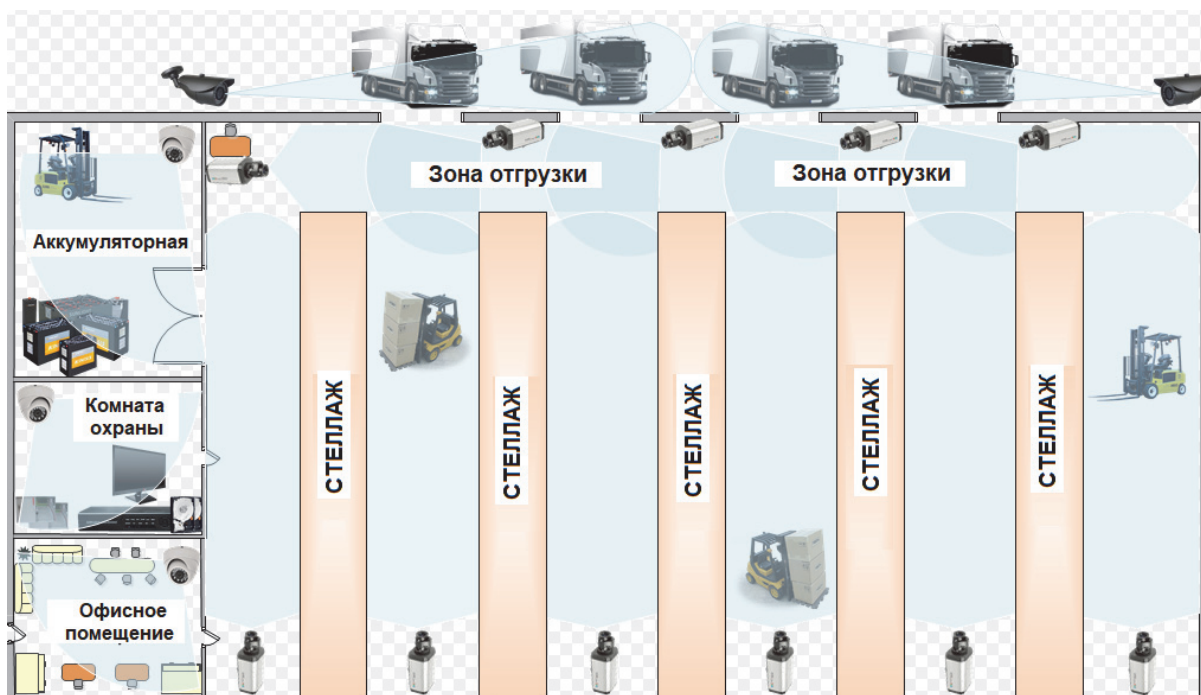 Зона отгрузки
Зона отгрузки
Аккумуляторная
Комната
охраны
Офисное
помещение
СТЕЛЛАЖ
СТЕЛЛАЖ
СТЕЛЛАЖ
СТЕЛЛАЖ
СТЕЛЛАЖ